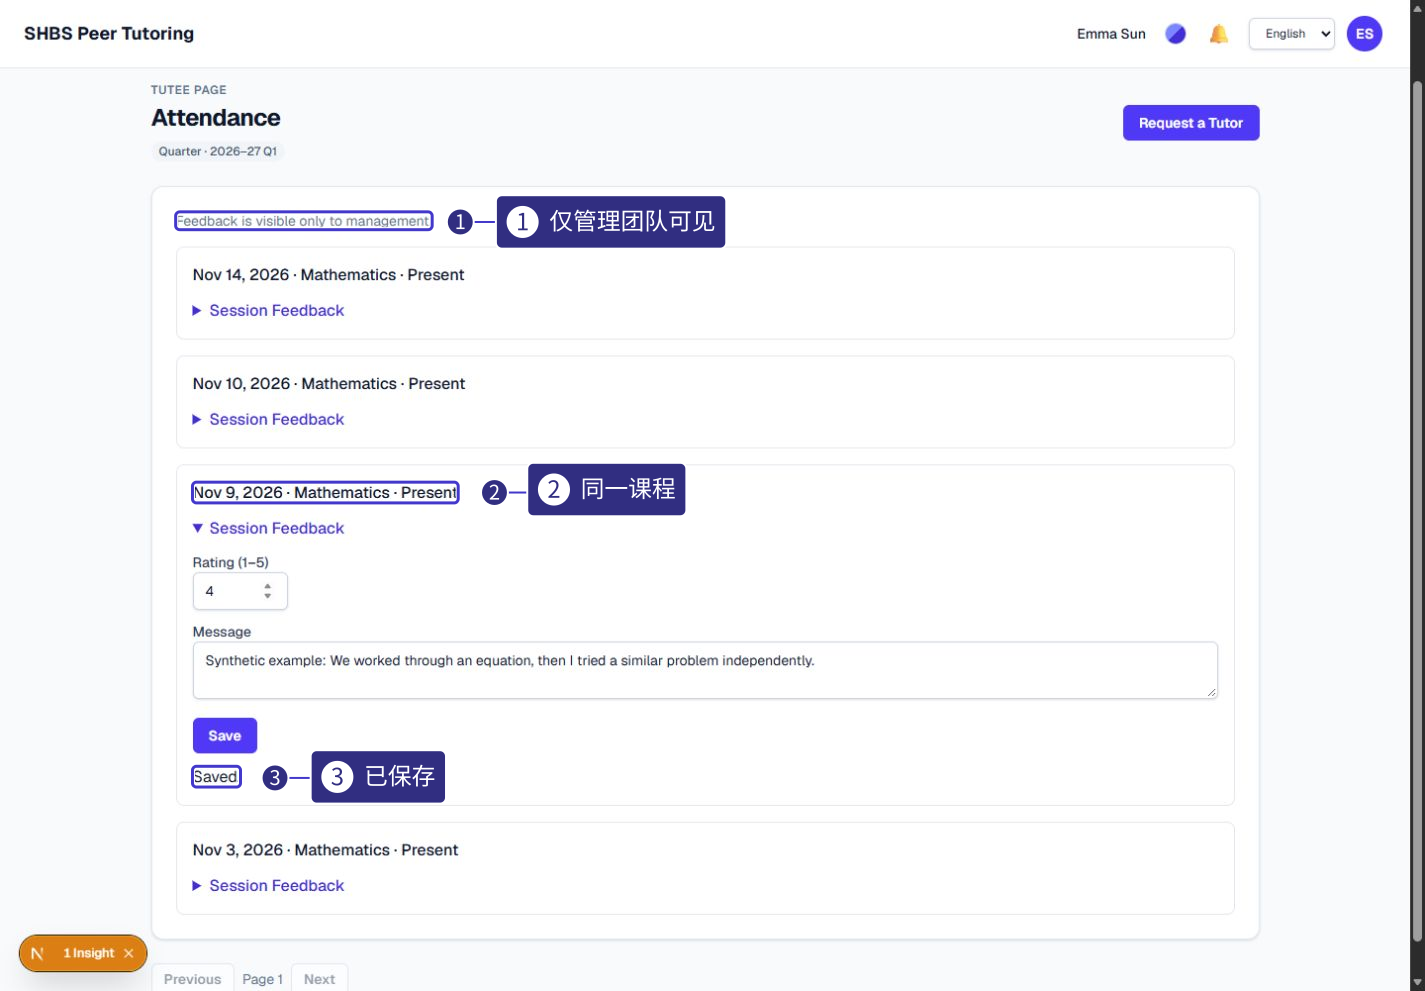 SHBS Peer Tutoring
Emma Sun
English
ES
TUTEE PAGE
Attendance
Request a Tutor
Quarter · 2026–27 Q1
Feedback is visible only to management
1
1 仅管理团队可见
Nov 14, 2026 · Mathematics · Present
Session Feedback
Nov 10, 2026 · Mathematics · Present
Session Feedback
Nov 9, 2026 · Mathematics · Present
2
2 同一课程
Session Feedback
Rating (1–5)
4
Message
Synthetic example: We worked through an equation, then I tried a similar problem independently.
Save
Saved
3
3 已保存
Nov 3, 2026 · Mathematics · Present
Session Feedback
N 1 Insight ×
Previous Page 1 Next